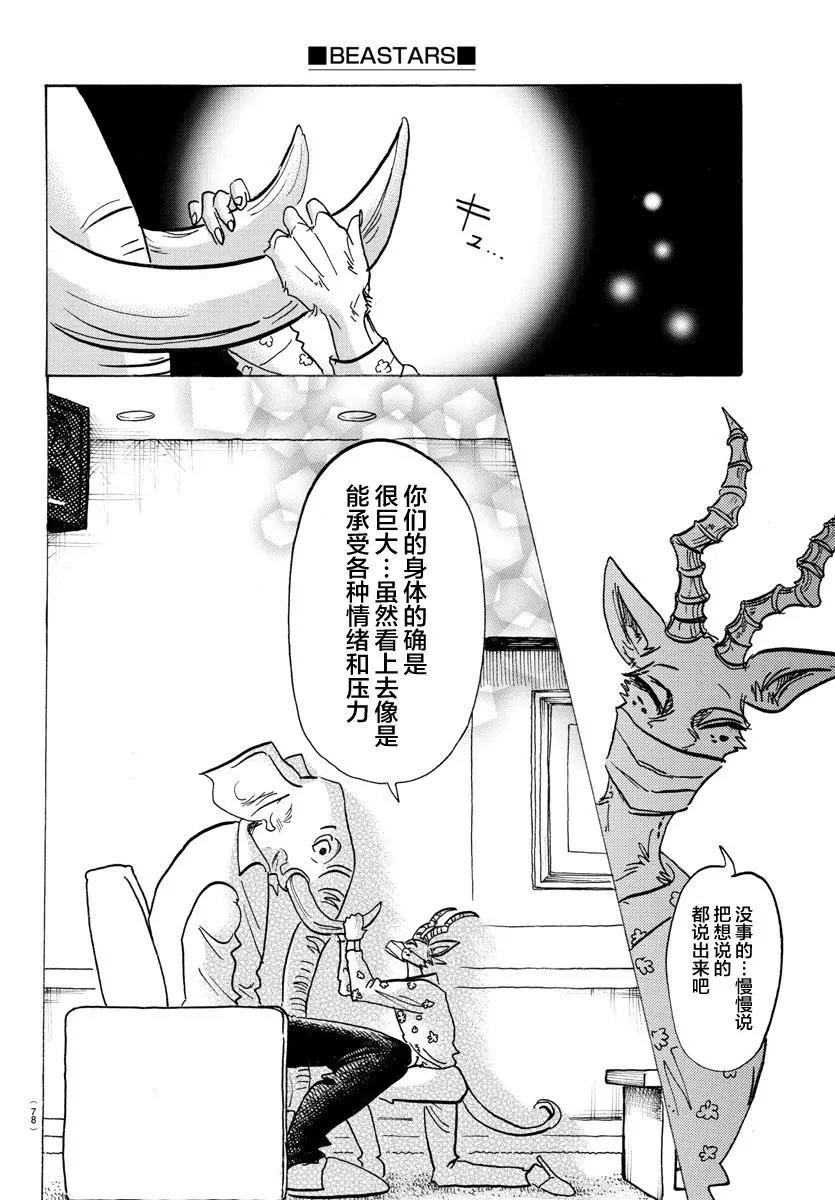 ■BEASTARS■
キュ…
你们的身体的确是
很巨大…虽然看上去像是
能承受各种情绪和压力
没事的…慢慢说
把想说的
都说出来吧
(78)